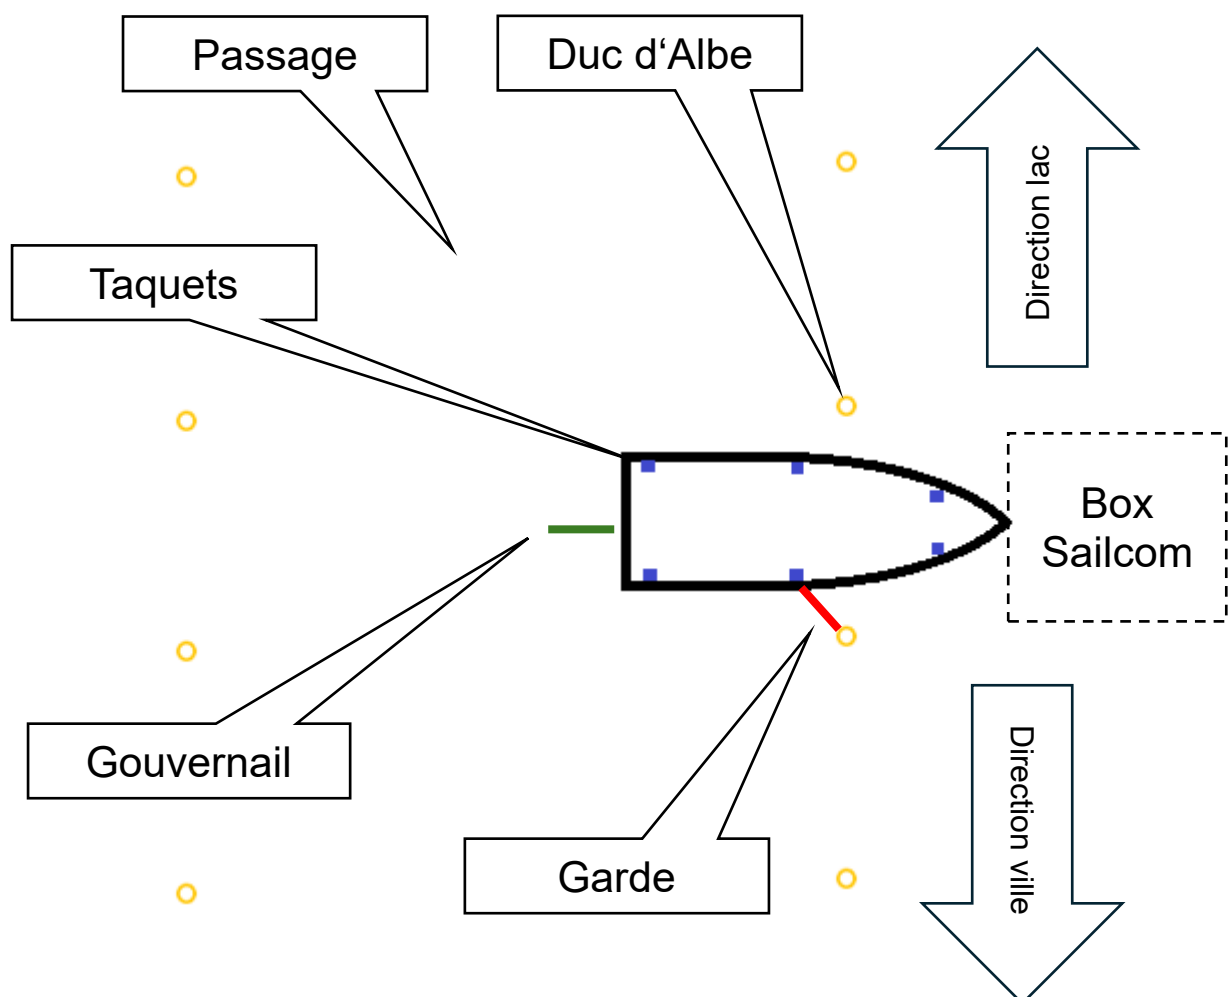 Passage
Duc d‘Albe
Direction lac
Taquets
Box
Sailcom
Gouvernail
Direction ville
Garde